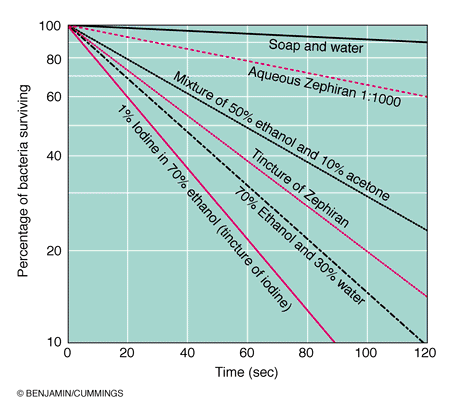 100
80
60
40
20
10
Percentage of bacteria surviving
Soap and water
Aqueous Zephiran 1:1000
Mixture of 50% ethanol and 10% acetone
Tincture of Zephiran
70% Ethanol and 30% water
1% Iodine in 70% ethanol (tincture of iodine)
0
20
40
60
80
100
120
Time (sec)
© BENJAMIN/CUMMINGS